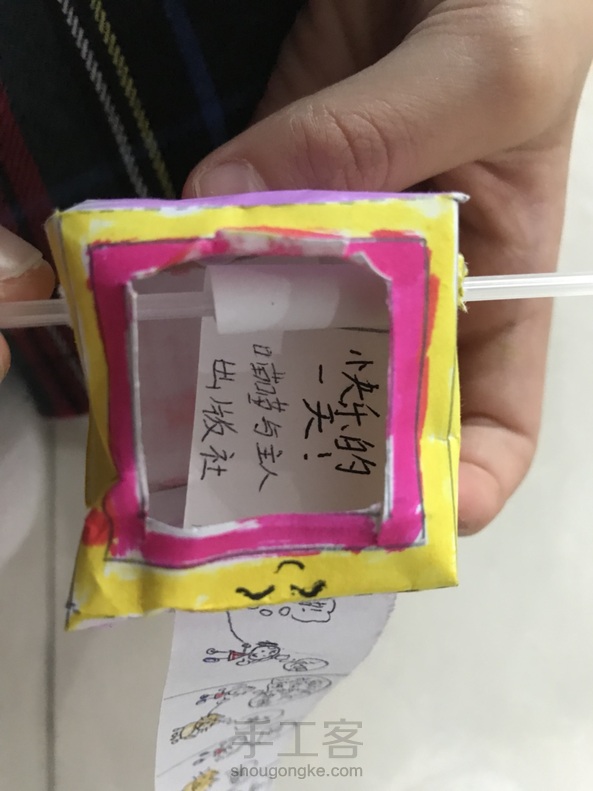 快乐的
一天！
与主人
出版社
手工客
shougongke.com